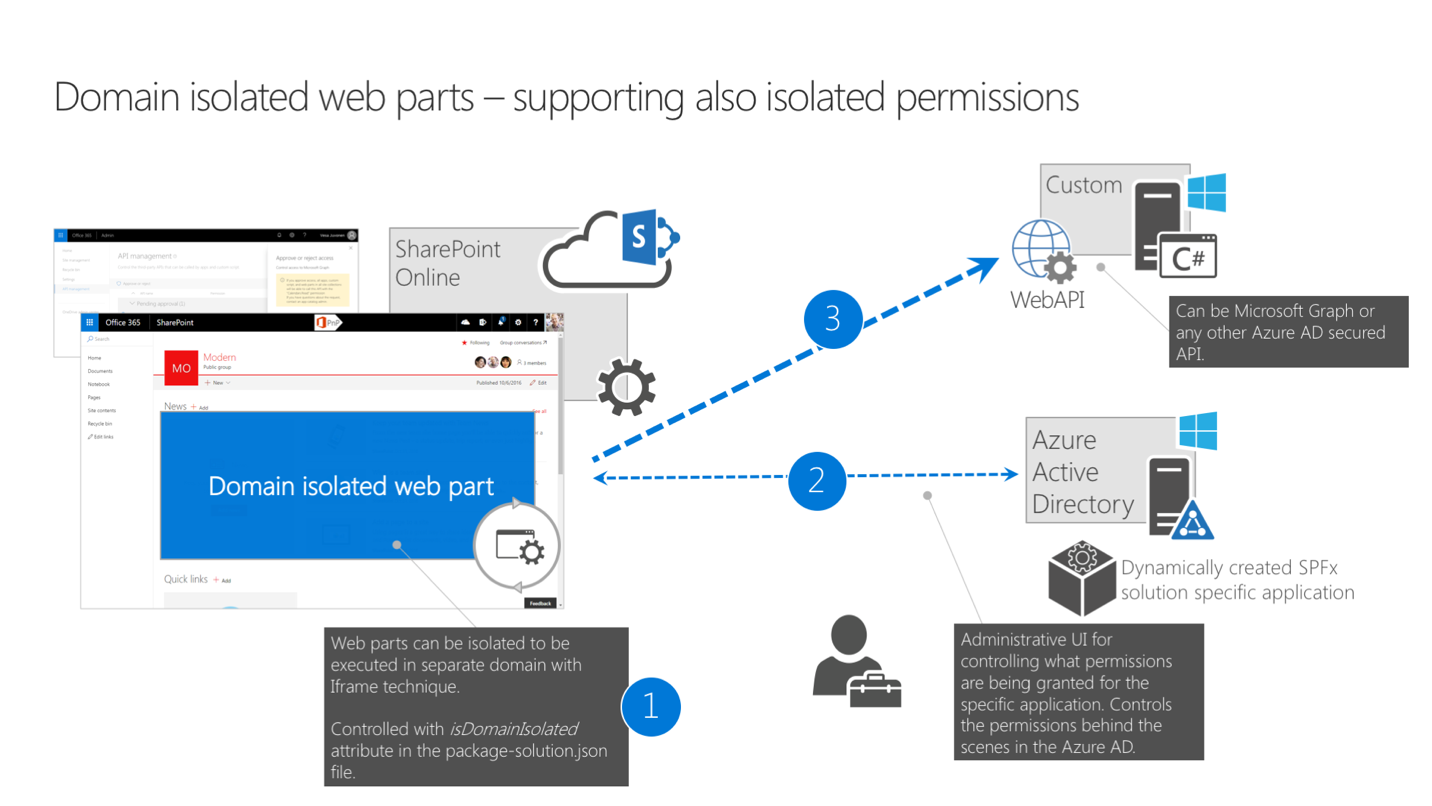 Domain isolated web parts – supporting also isolated permissions
Custom
C#
WebAPI
Can be Microsoft Graph or
any other Azure AD secured
API.
SharePoint
Online
S
Office 365 Admin
API management
Approve or reject access
Pending approval (1)
Office 365 SharePoint
PnP
?
Search
Following Group conversations
Home
Documents
Notebook
Pages
Site contents
Recycle bin
Edit links
MO
Modern
Public group
3 members
+ New
Published 10/6/2016 Edit
News + Add
See all
Domain isolated web part
Quick links + Add
Feedback
3
2
Azure
Active
Directory
Dynamically created SPFx
solution specific application
Web parts can be isolated to be
executed in separate domain with
Iframe technique.
Controlled with isDomainIsolated
attribute in the package-solution.json
file.
1
Administrative UI for
controlling what permissions
are being granted for the
specific application. Controls
the permissions behind the
scenes in the Azure AD.